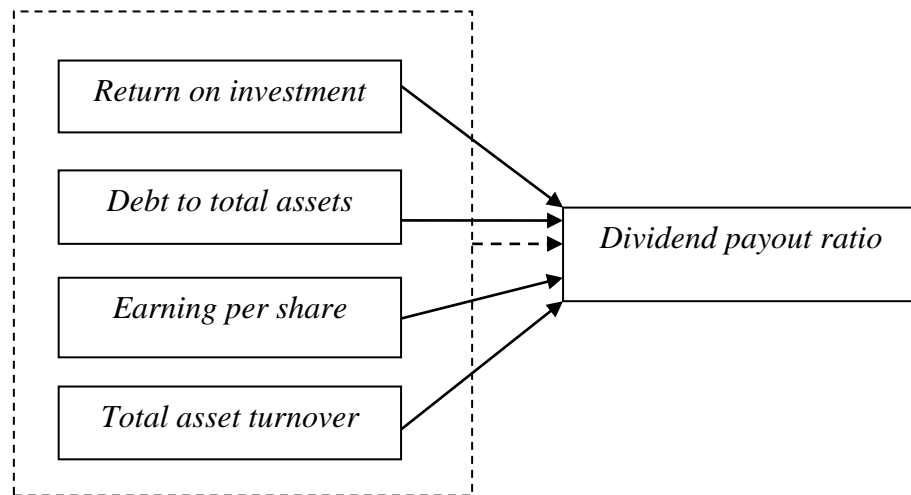 Return on investment
Debt to total assets
Dividend payout ratio
Earning per share
Total asset turnover